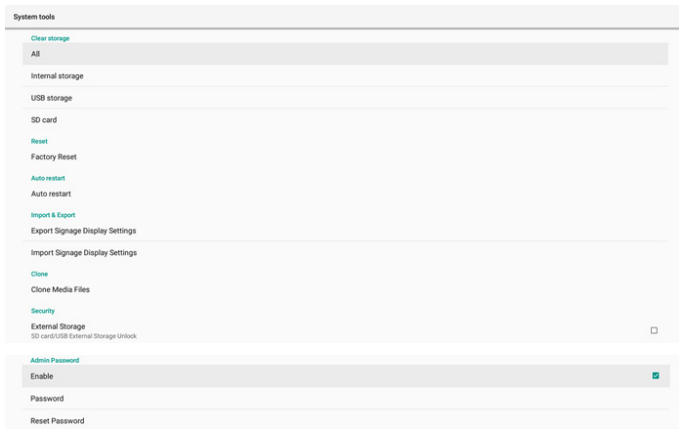 System tools
Clear storage
All
Internal storage
USB storage
SD card
Reset
Factory Reset
Auto restart
Auto restart
Import & Export
Export Signage Display Settings
Import Signage Display Settings
Clone
Clone Media Files
Security
External Storage
SD card/USB External Storage Unlock
Admin Password
Enable
Password
Reset Password